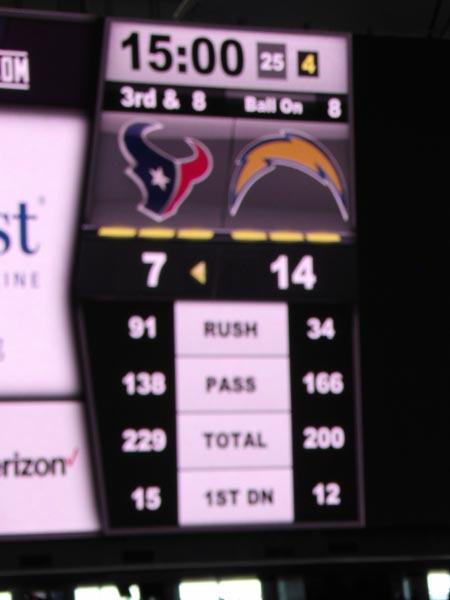 15:00 25 4
OM
3rd & 8 Ball On 8
st
INE
7 14
91 RUSH 34
138 PASS 166
229 TOTAL 200
erizon
15 1ST DN 12